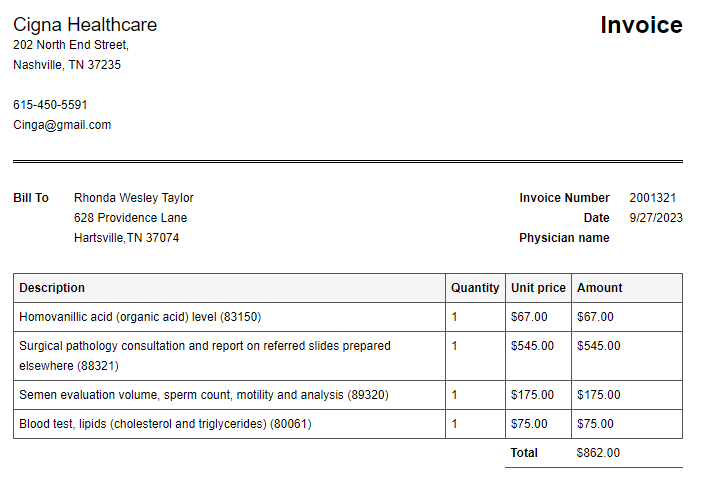 Cigna Healthcare
Invoice
202 North End Street,
Nashville, TN 37235
615-450-5591
Cinga@gmail.com
Bill To Rhonda Wesley Taylor Invoice Number 2001321
628 Providence Lane Date 9/27/2023
Hartsville,TN 37074 Physician name
Description Quantity Unit price Amount
Homovanillic acid (organic acid) level (83150) 1 $67.00 $67.00
Surgical pathology consultation and report on referred slides prepared 1 $545.00 $545.00
elsewhere (88321)
Semen evaluation volume, sperm count, motility and analysis (89320) 1 $175.00 $175.00
Blood test, lipids (cholesterol and triglycerides) (80061) 1 $75.00 $75.00
Total $862.00